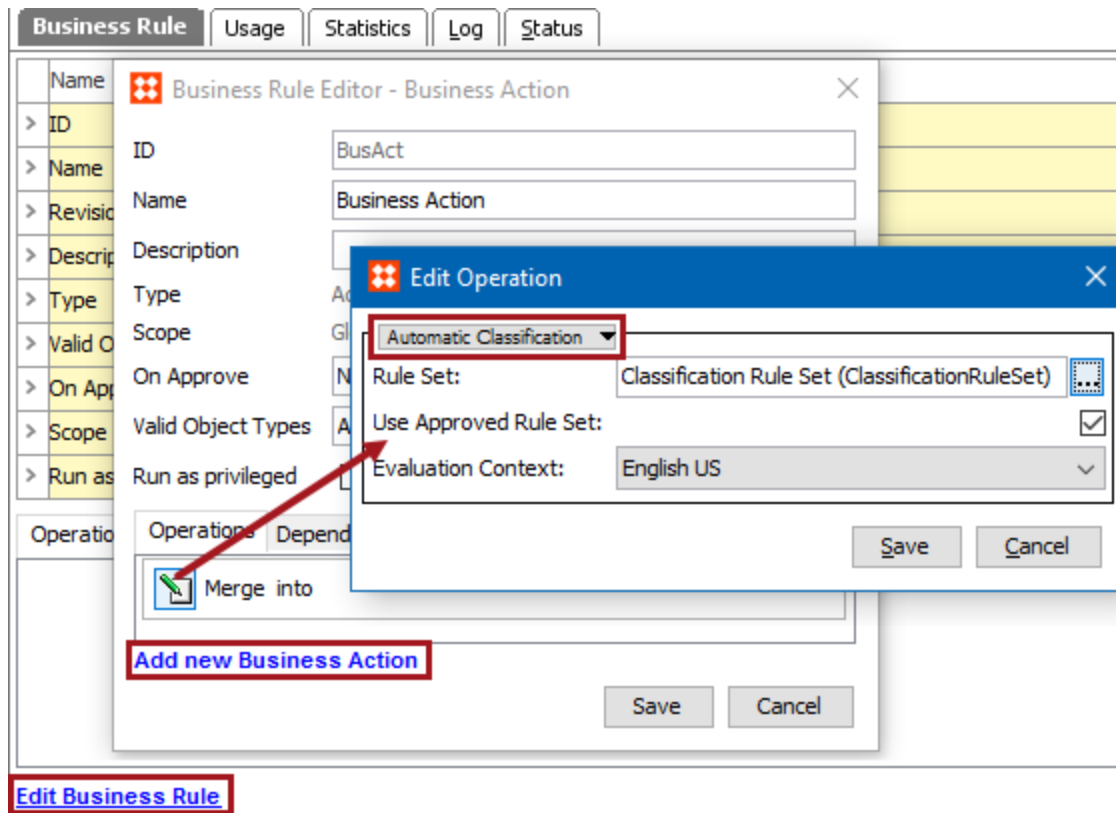 Business Rule Usage Statistics Log Status
Name
ID
Name
Revisic
Descrip
Type
Valid O
On App
Scope
Run as
Operatio
Business Rule Editor - Business Action
ID BusAct
Name Business Action
Description
Type
Scope Gl
On Approve N
Valid Object Types A
Run as privileged
Operations Depend
Merge into
Add new Business Action
Save Cancel
Edit Operation
Automatic Classification
Rule Set: Classification Rule Set (ClassificationRuleSet) ...
Use Approved Rule Set:
Evaluation Context: English US
Save Cancel
Edit Business Rule